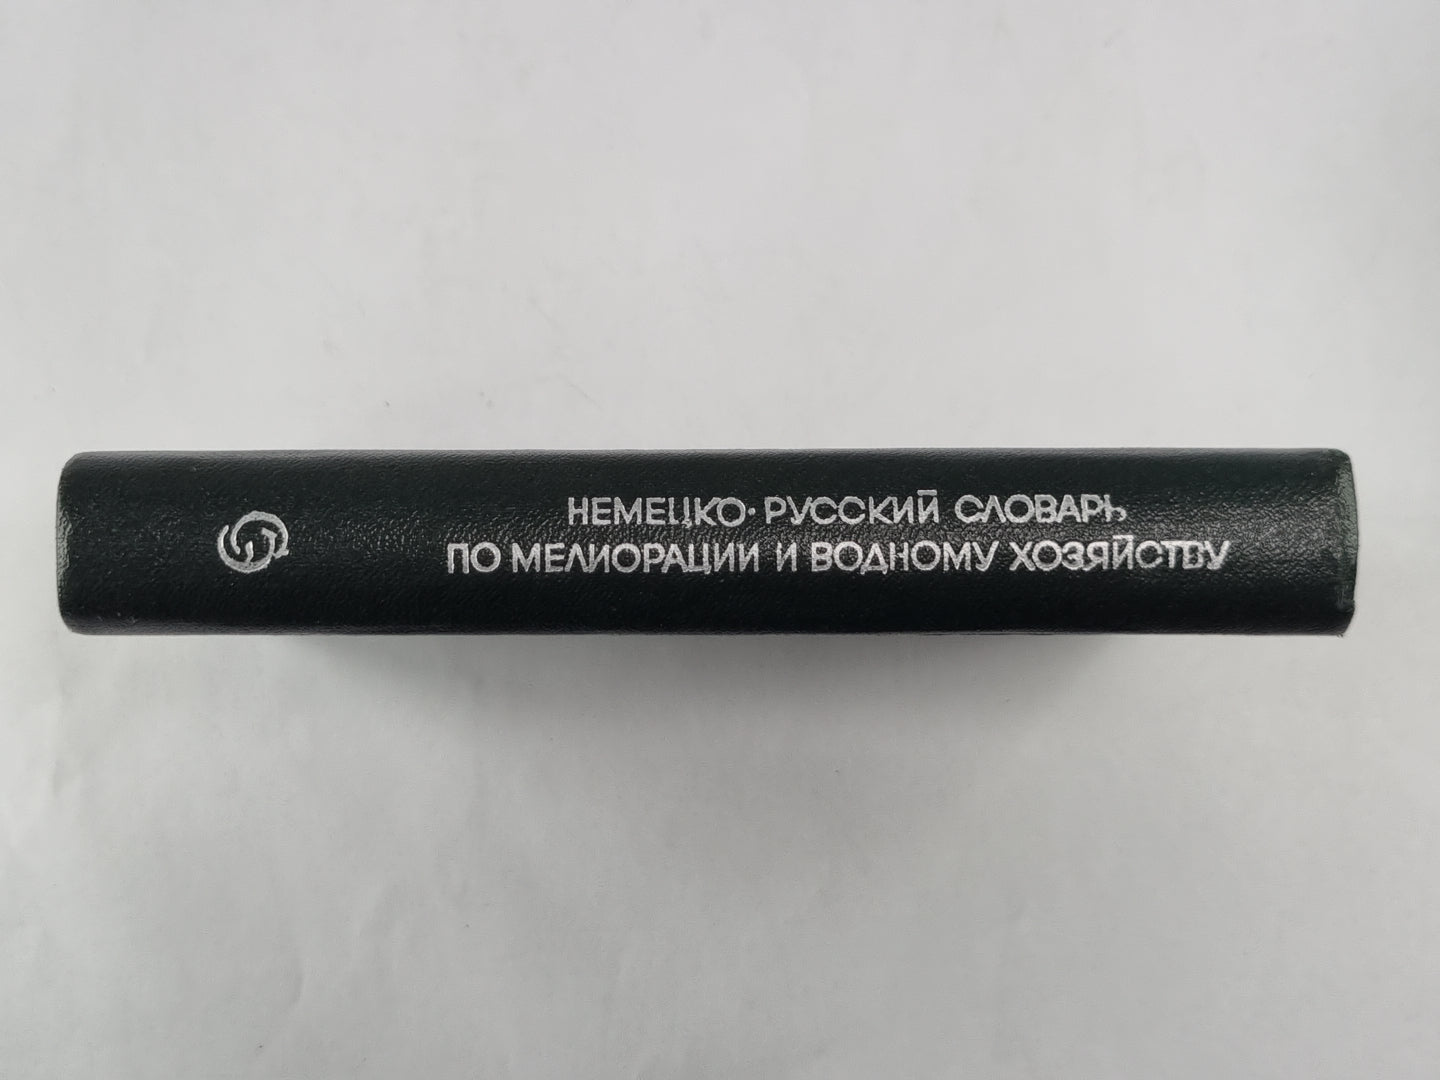 НЕМЕЦКО-РУССКИЙ СЛОВАРЬ
ПО МЕЛИОРАЦИИ И ВОДНОМУ ХОЗЯЙСТВУ